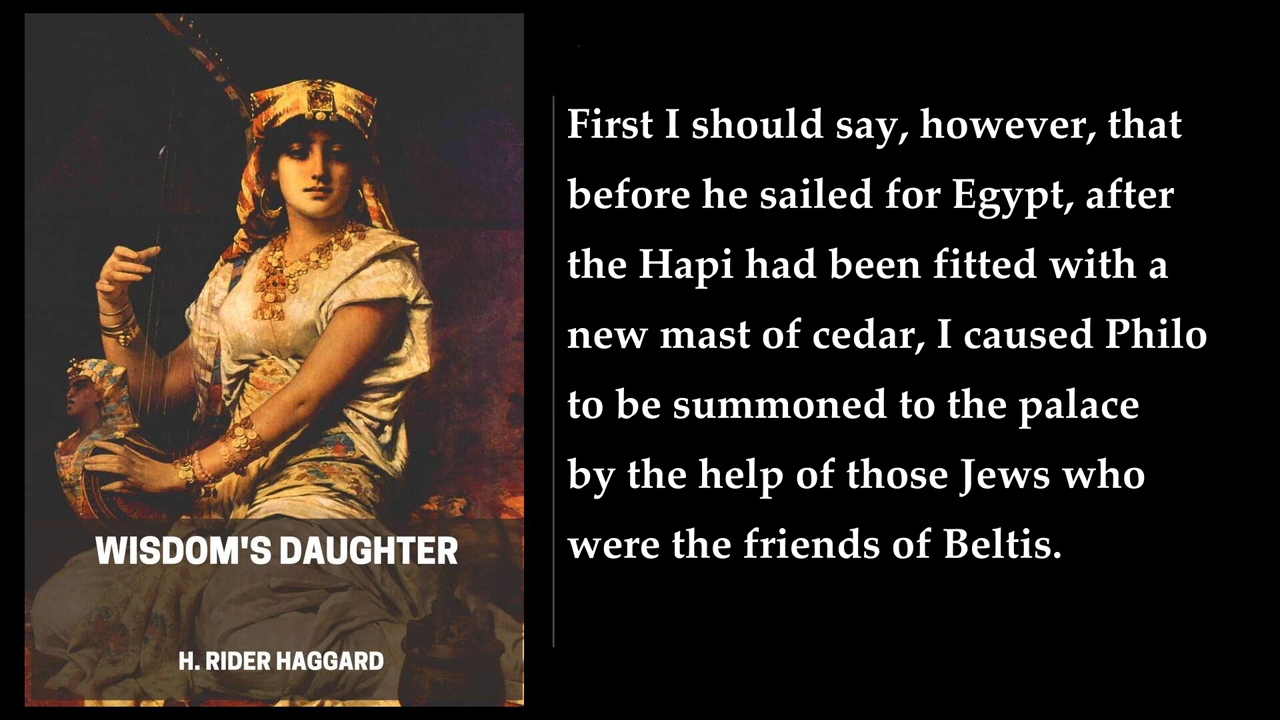 WISDOM'S DAUGHTER
H. RIDER HAGGARD
First I should say, however, that
before he sailed for Egypt, after
the Hapi had been fitted with a
new mast of cedar, I caused Philo
to be summoned to the palace
by the help of those Jews who
were the friends of Beltis.